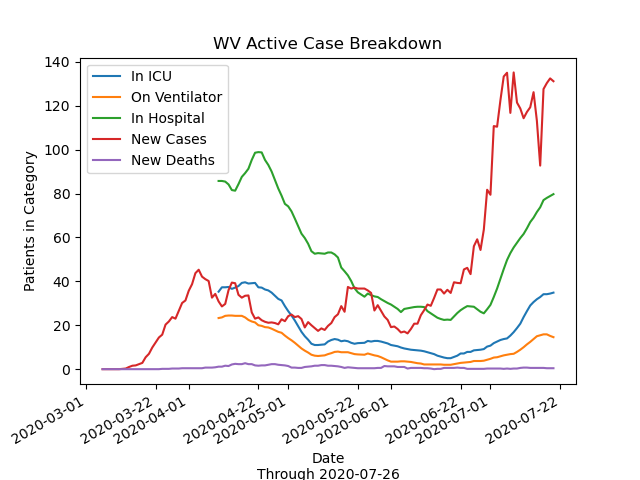 WV Active Case Breakdown
140
120
100
80
60
40
20
0
Patients in Category
In ICU
On Ventilator
In Hospital
New Cases
New Deaths
2020-03-01
2020-03-22
2020-04-01
2020-04-22
2020-05-01
2020-05-22
2020-06-01
2020-06-22
2020-07-01
2020-07-22
Date
Through 2020-07-26